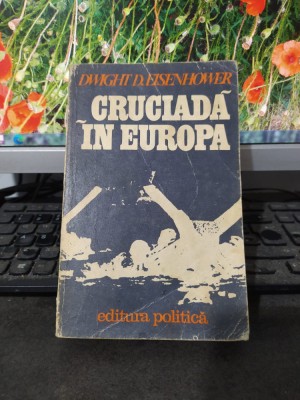 DWIGHT D. EISENHOWER
CRUCIADĂ
ÎN EUROPA
editura politică